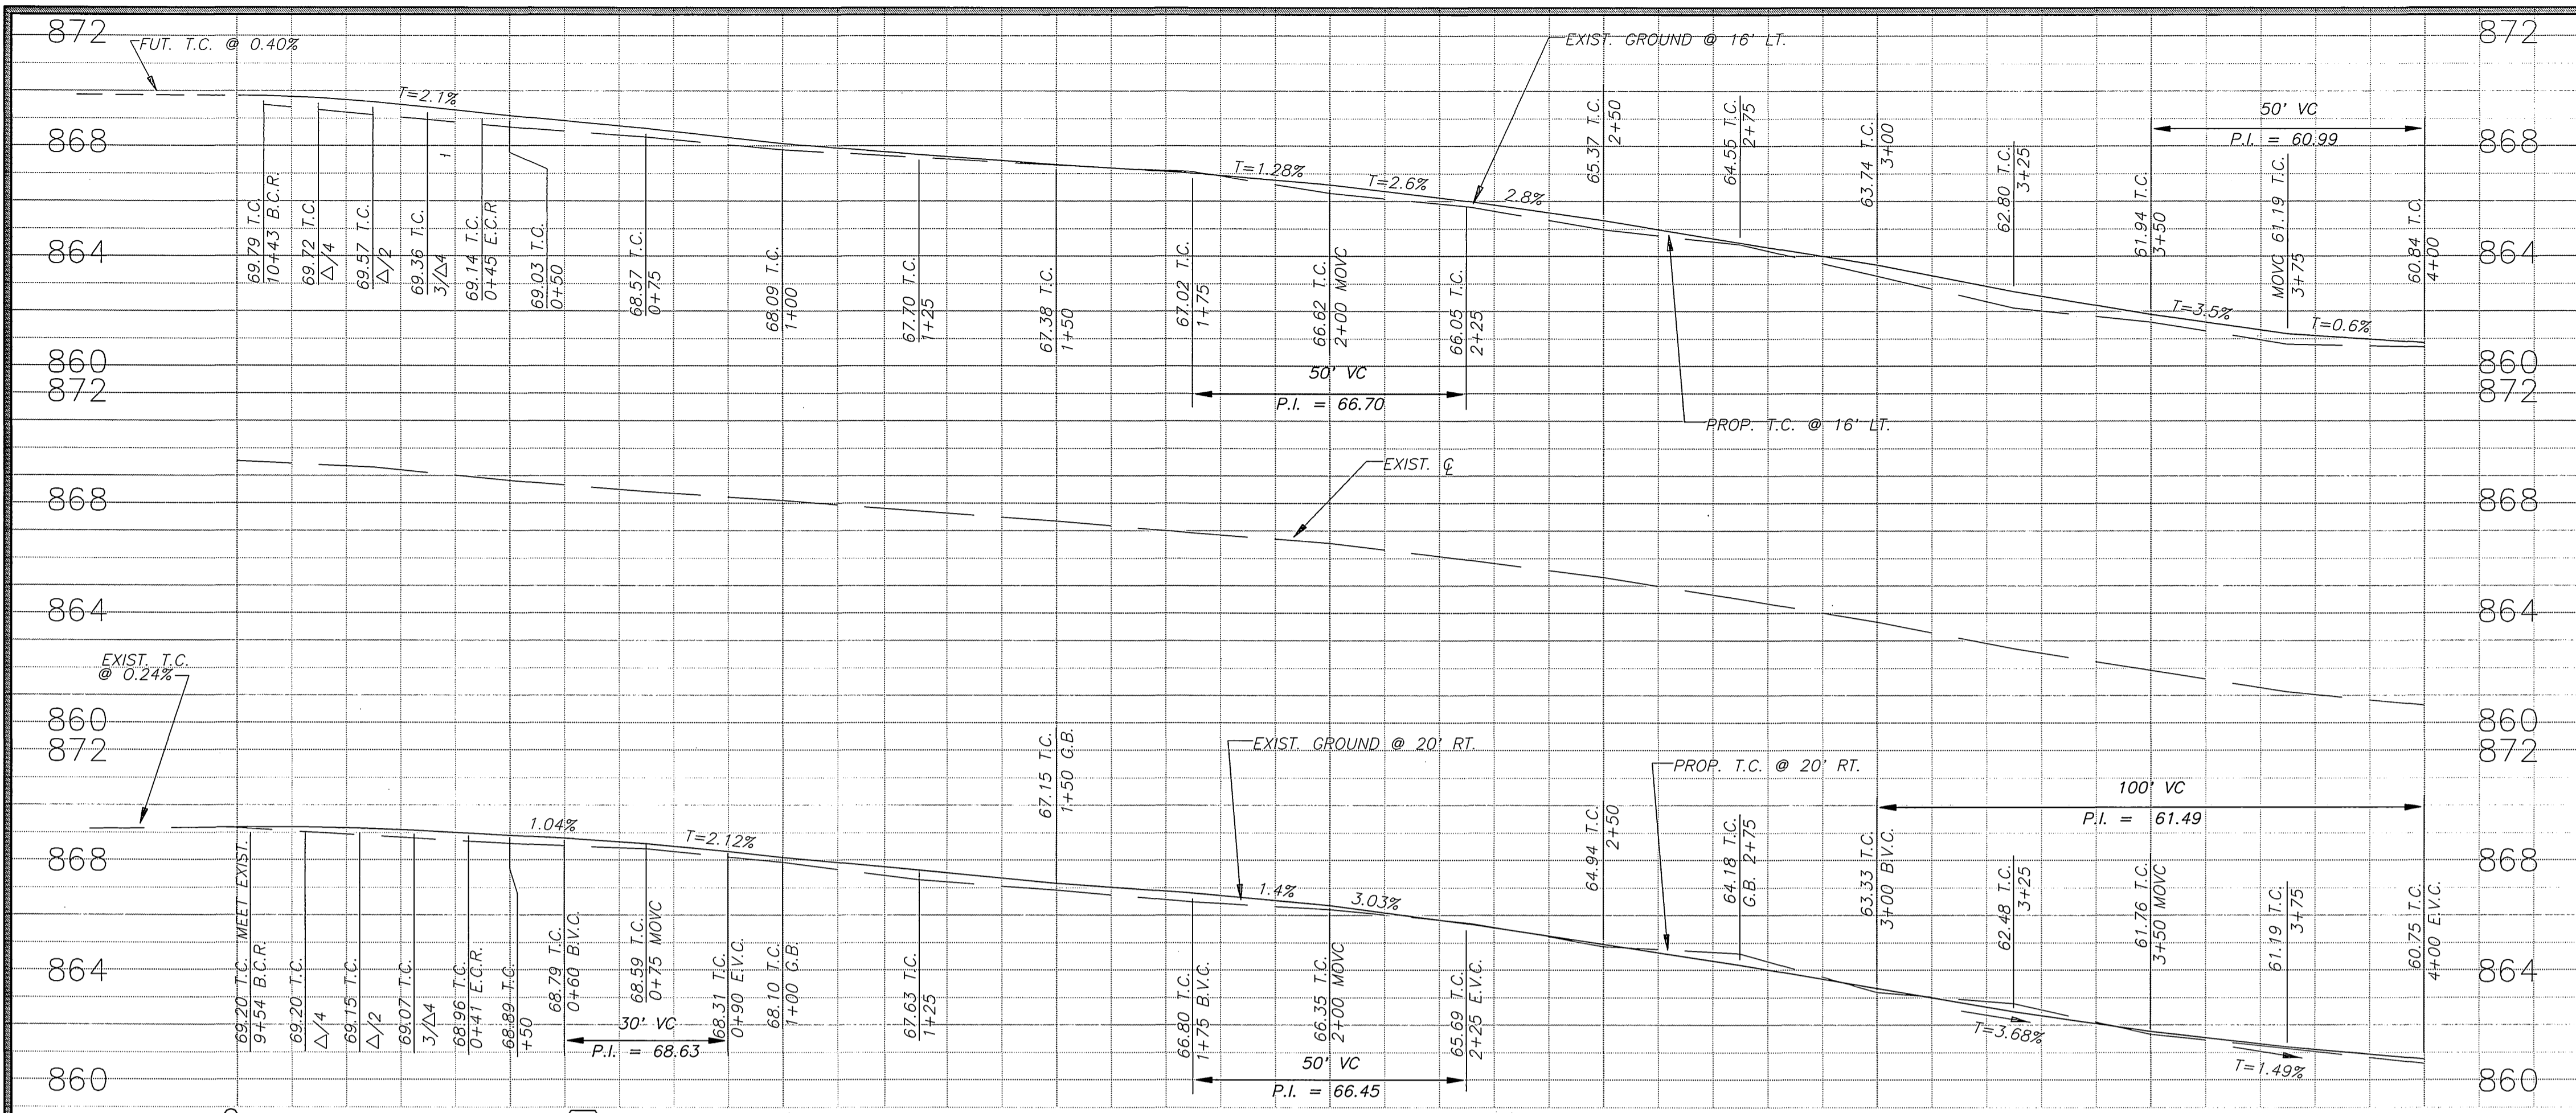 872
FUT. T.C. @ 0.40%
EXIST. GROUND @ 16' LT.
872
T=2.1%
868
868
69.79 T.C.
10+43 B.C.R.
69.72 T.C.
Δ/4
69.57 T.C.
Δ/2
69.36 T.C.
3/Δ4
69.14 T.C.
0+45 E.C.R.
69.03 T.C.
0+50
68.57 T.C.
0+75
68.09 T.C.
1+00
67.70 T.C.
1+25
67.38 T.C.
1+50
67.02 T.C.
1+75
T=1.28%
66.62 T.C.
2+00 MOVC
T=2.6%
66.05 T.C.
2+25
2.8%
65.37 T.C.
2+50
64.55 T.C.
2+75
63.74 T.C.
3+00
62.80 T.C.
3+25
61.94 T.C.
3+50
50' VC
P.I. = 60.99
MOVC 61.19 T.C.
3+75
60.84 T.C.
4+00
T=3.5%
T=0.6%
864
864
860
860
50' VC
P.I. = 66.70
PROP. T.C. @ 16' LT.
872
872
EXIST. ℄
868
868
864
864
860
860
EXIST. T.C.
@ 0.24%
872
872
EXIST. GROUND @ 20' RT.
PROP. T.C. @ 20' RT.
100' VC
P.I. = 61.49
868
868
1.04%
T=2.12%
1.4%
3.03%
69.20 T.C. MEET EXIST.
9+54 B.C.R.
69.20 T.C.
Δ/4
69.15 T.C.
Δ/2
69.07 T.C.
3/Δ4
68.96 T.C.
0+41 E.C.R.
68.89 T.C.
+50
68.79 T.C.
0+60 B.V.C.
68.59 T.C.
0+75 MOVC
68.31 T.C.
0+90 E.V.C.
68.10 T.C.
1+00 G.B.
67.63 T.C.
1+25
67.15 T.C.
1+50 G.B.
66.80 T.C.
1+75 B.V.C.
66.35 T.C.
2+00 MOVC
65.69 T.C.
2+25 E.V.C.
64.94 T.C.
2+50
64.18 T.C.
G.B. 2+75
63.33 T.C.
3+00 B.V.C.
62.48 T.C.
3+25
61.76 T.C.
3+50 MOVC
61.19 T.C.
3+75
60.75 T.C.
4+00 E.V.C.
864
864
30' VC
P.I. = 68.63
50' VC
P.I. = 66.45
T=3.68%
T=1.49%
860
860